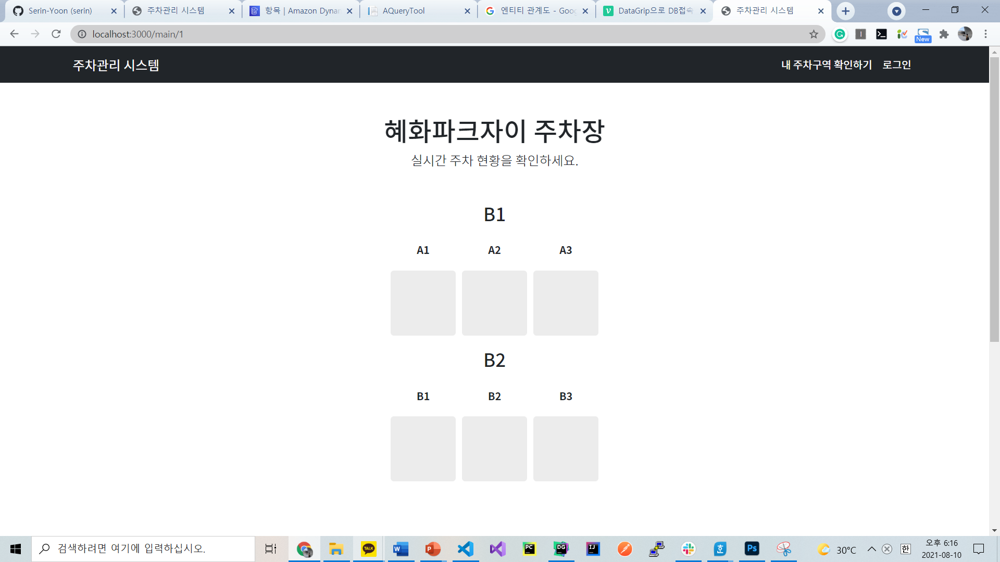 Serin-Yoon (serin)
주차관리 시스템
항목 | Amazon Dynan
AQueryTool
엔티티 관계도 - Goog
DataGrip으로 DB접속
주차관리 시스템
localhost:3000/main/1
New
주차관리 시스템
내 주차구역 확인하기
로그인
혜화파크자이 주차장
실시간 주차 현황을 확인하세요.
B1
A1 A2 A3
B2
B1 B2 B3
검색하려면 여기에 입력하십시오.
TALK
W
P
PC
DG
IJ
Ps
30°C
한
오후 6:16
2021-08-10